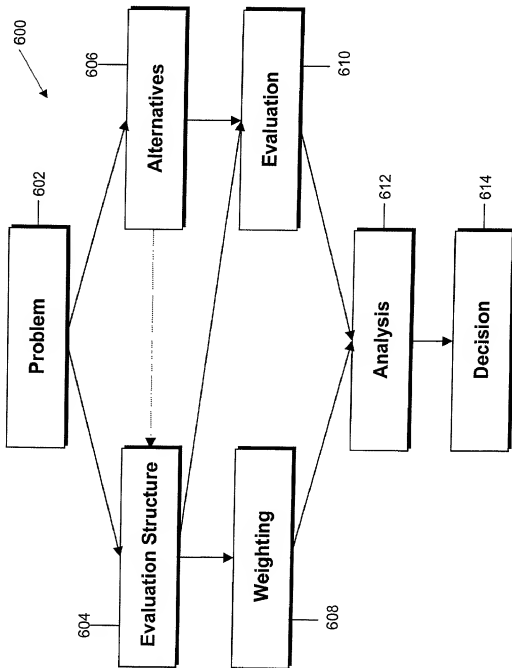 600
602
Problem
604
Evaluation Structure
606
Alternatives
608
Weighting
610
Evaluation
612
Analysis
614
Decision